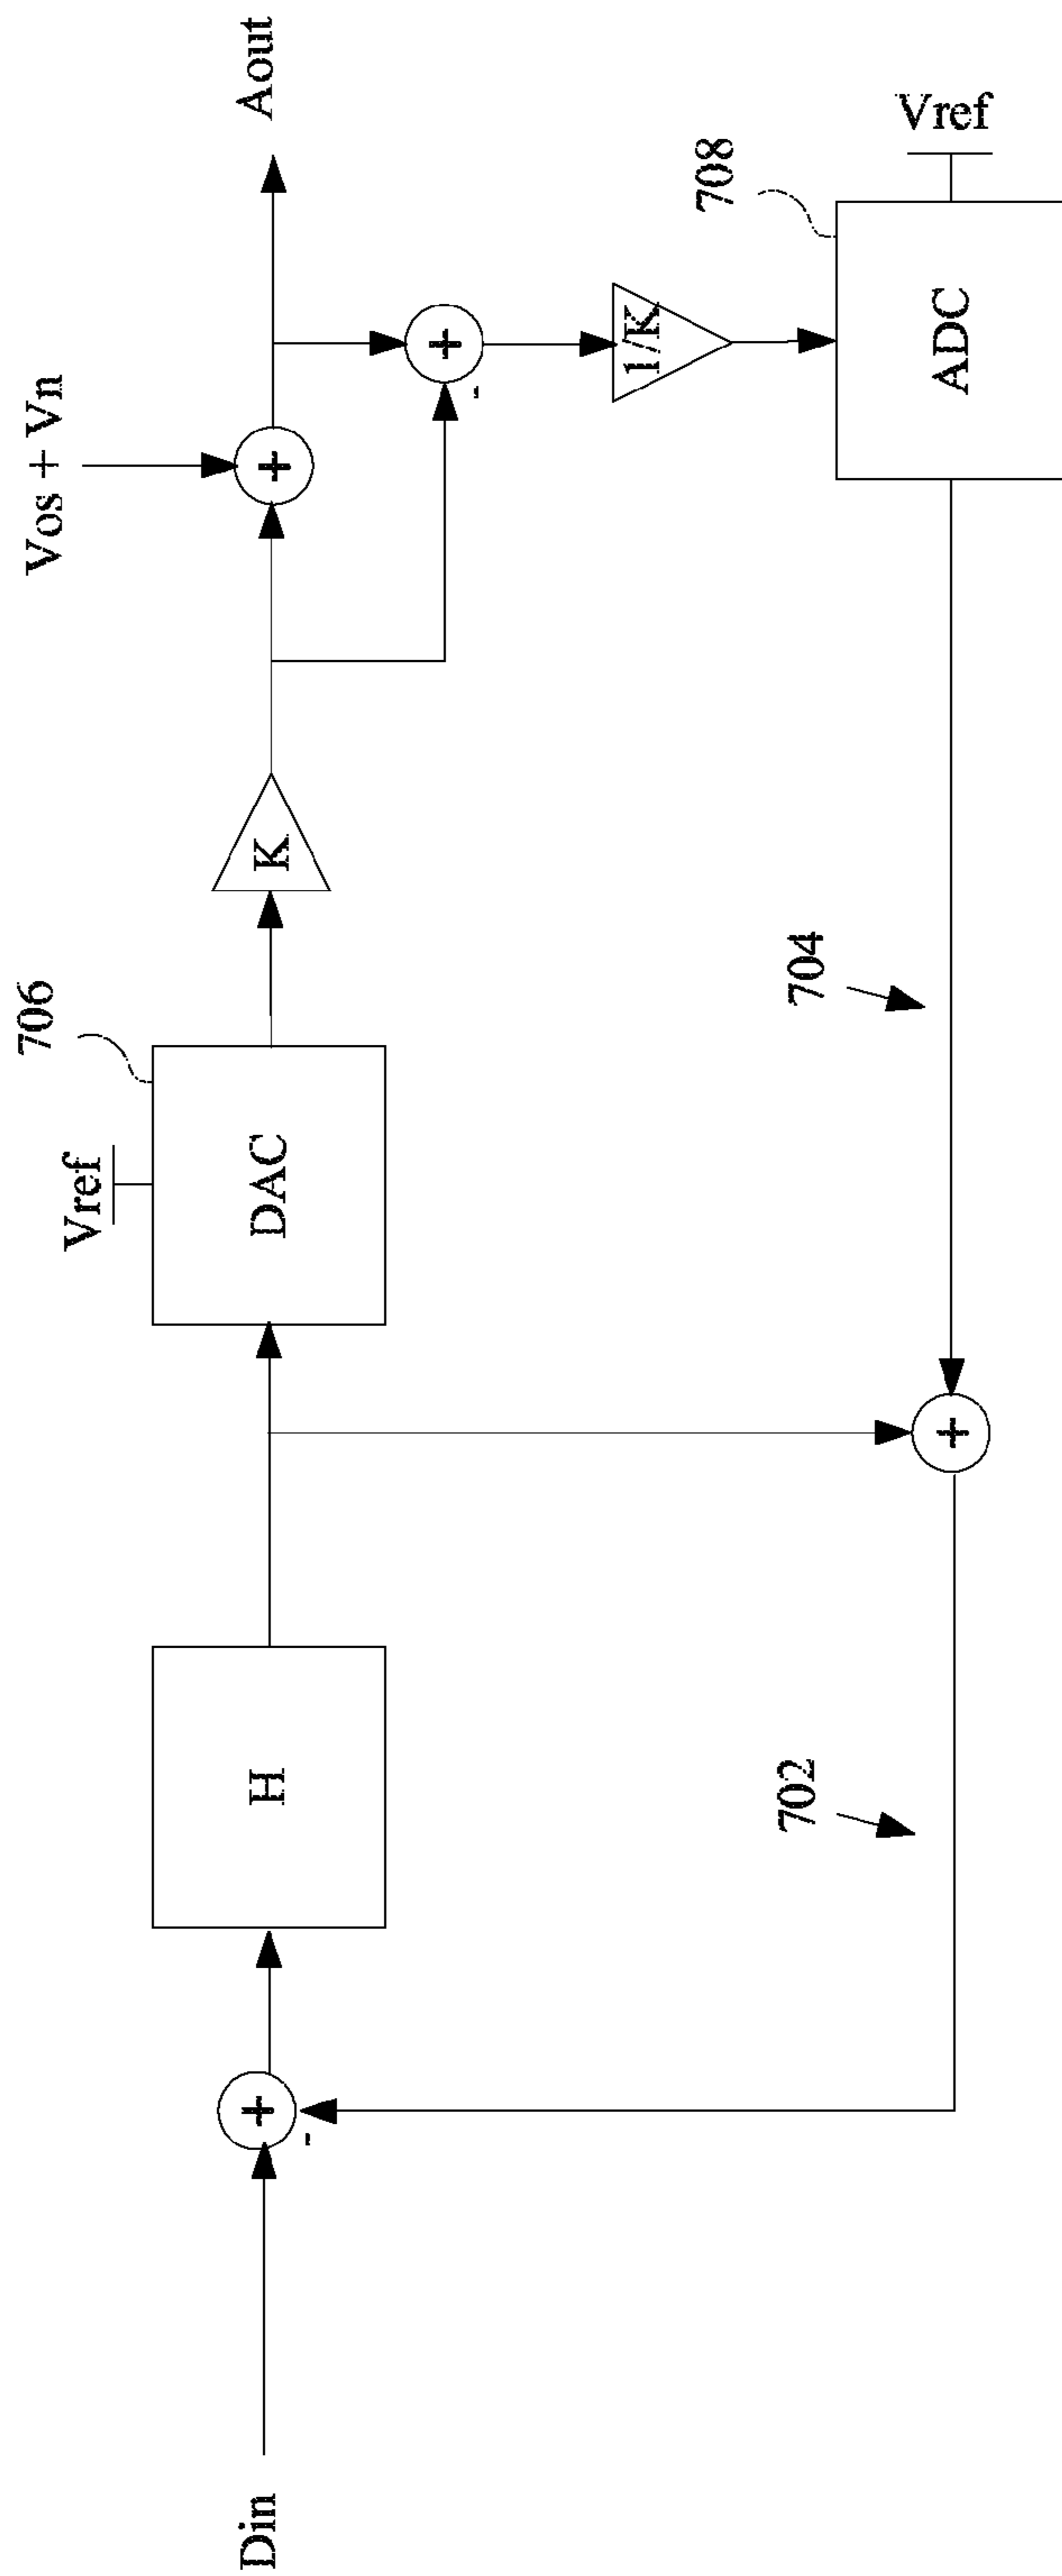 Din
+
-
H
702
Vref
706
DAC
+
704
K
Vos + Vn
+
Aout
+
-
1/K
708
ADC
Vref